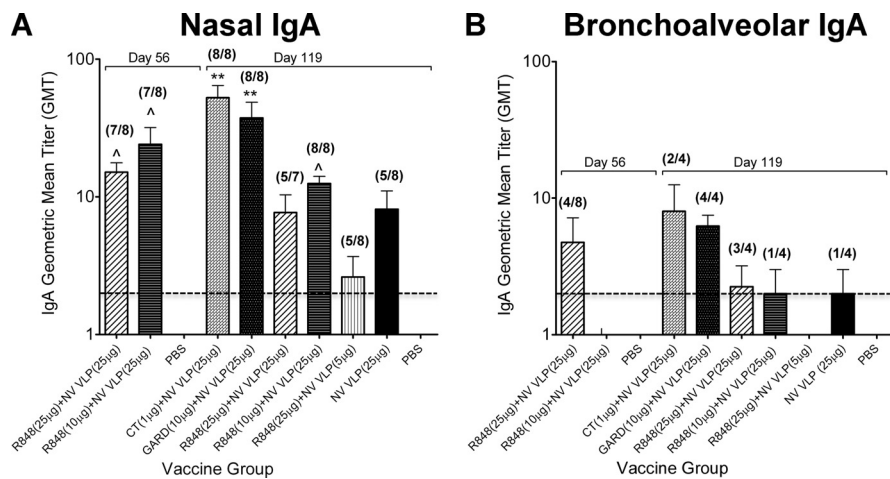 A
Nasal IgA
IgA Geometric Mean Titer (GMT)
100
10
1
Day 56
Day 119
(7/8)
^
(7/8)
^
(8/8)
**
(8/8)
**
(5/7)
(8/8)
^
(5/8)
(5/8)
R848(25µg)+NV VLP(25µg)
R848(10µg)+NV VLP(25µg)
PBS
CT(1µg)+NV VLP(25µg)
GARD(10µg)+NV VLP(25µg)
R848(25µg)+NV VLP(25µg)
R848(10µg)+NV VLP(25µg)
R848(25µg)+NV VLP(5µg)
NV VLP(25µg)
PBS
Vaccine Group
B
Bronchoalveolar IgA
IgA Geometric Mean Titer (GMT)
100
10
1
Day 56
Day 119
(4/8)
(2/4)
(4/4)
(3/4)
(1/4)
(1/4)
R848(25µg)+NV VLP(25µg)
R848(10µg)+NV VLP(25µg)
PBS
CT(1µg)+NV VLP(25µg)
GARD(10µg)+NV VLP(25µg)
R848(25µg)+NV VLP(25µg)
R848(10µg)+NV VLP(25µg)
R848(25µg)+NV VLP(5µg)
NV VLP (25µg)
PBS
Vaccine Group